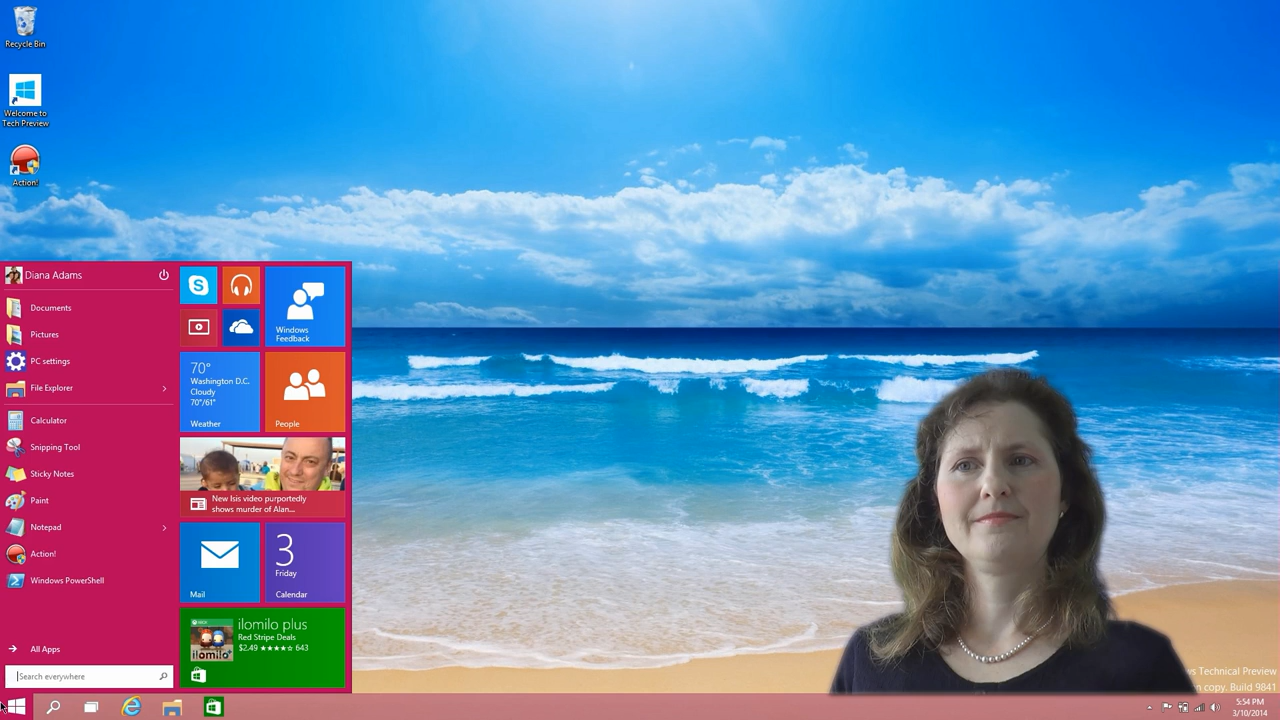 Recycle Bin
Welcome to
Tech Preview
Action!
Diana Adams
Documents
Pictures
PC settings
File Explorer
Calculator
Snipping Tool
Sticky Notes
Paint
Notepad
Action!
Windows PowerShell
All Apps
Search everywhere
Windows
Feedback
70°
Washington D.C.
Cloudy
70°/61°
Weather
People
New Isis video purportedly
shows murder of Alan...
Mail
3
Friday
Calendar
XBOX
ilomilo
ilomilo plus
Red Stripe Deals
$2.49 ★★★★☆ 643
s Technical Preview
n copy. Build 9841
5:54 PM
3/10/2014